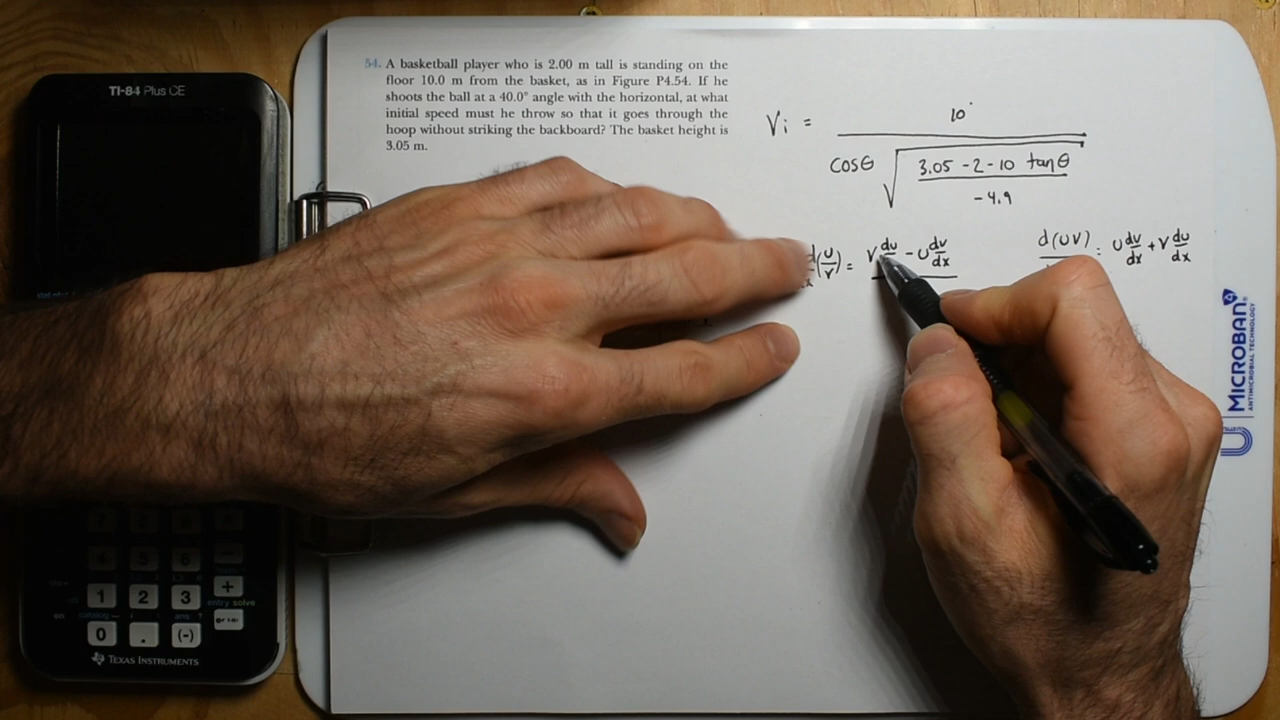 TI-84 Plus CE
54. A basketball player who is 2.00 m tall is standing on the
floor 10.0 m from the basket, as in Figure P4.54. If he
shoots the ball at a 40.0° angle with the horizontal, at what
initial speed must he throw so that it goes through the
hoop without striking the backboard? The basket height is
3.05 m.
Vi = 10
cosθ √ 3.05 -2 -10 tanθ
-4.9
(u/v) = V du - U dv/dx
d(UV) = U dv/dx + V du/dx
MICROBAN
ANTIMICROBIAL TECHNOLOGY
1 2 3 +
entry solve
0 . (-)
TEXAS INSTRUMENTS